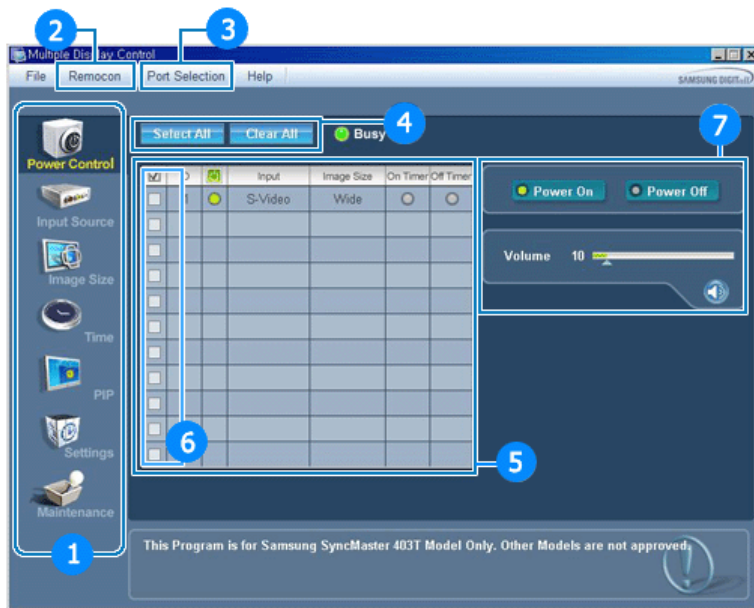 2
3
Multiple Display Control
File Remocon Port Selection Help
SAMSUNG DIGITall
Select All Clear All Busy
4
7
Power Control
Input Source
Image Size
Time
PIP
Settings
Maintenance
1
Input Image Size On Timer Off Timer
1 S-Video Wide
6
5
Power On Power Off
Volume 10
This Program is for Samsung SyncMaster 403T Model Only. Other Models are not approved.